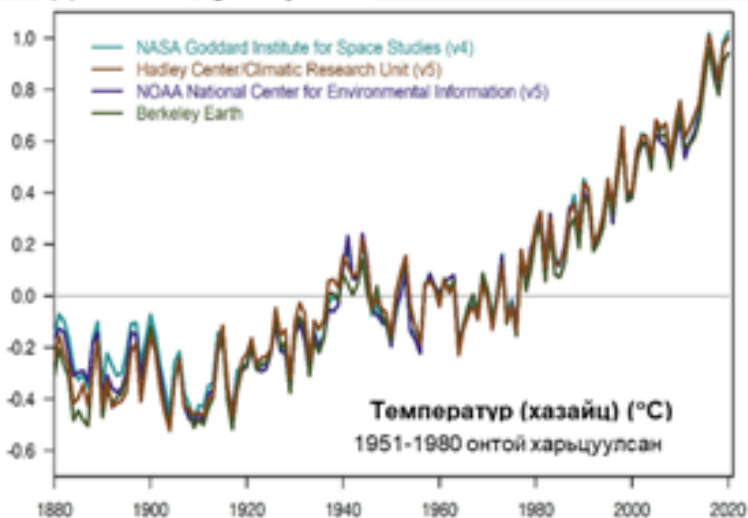 NASA Goddard Institute for Space Studies (v4)
Hadley Center/Climatic Research Unit (v5)
NOAA National Center for Environmental Information (v5)
Berkeley Earth
1.0
0.8
0.6
0.4
0.2
0.0
-0.2
-0.4
-0.6
Температур (хазайц) (°C)
1951-1980 онтой харьцуулсан
1880 1900 1920 1940 1960 1980 2000 2020